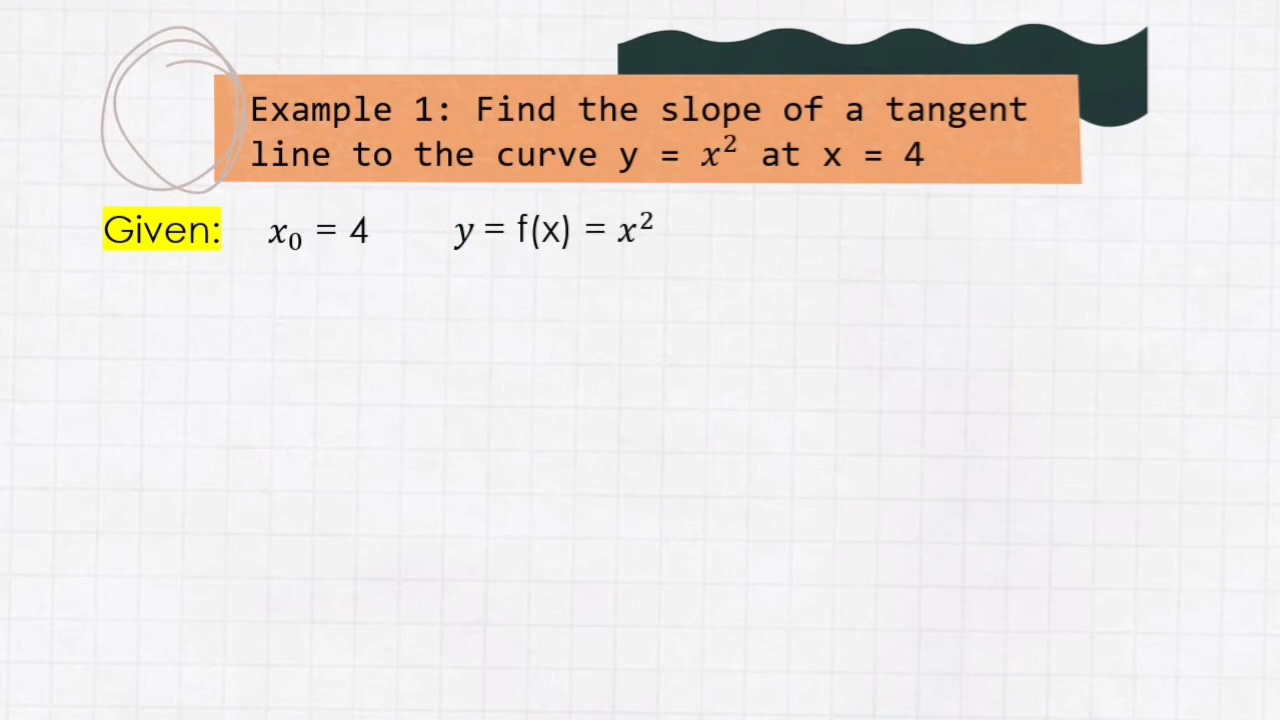 Example 1: Find the slope of a tangent
line to the curve y = x² at x = 4
Given: x₀ = 4 y = f(x) = x²